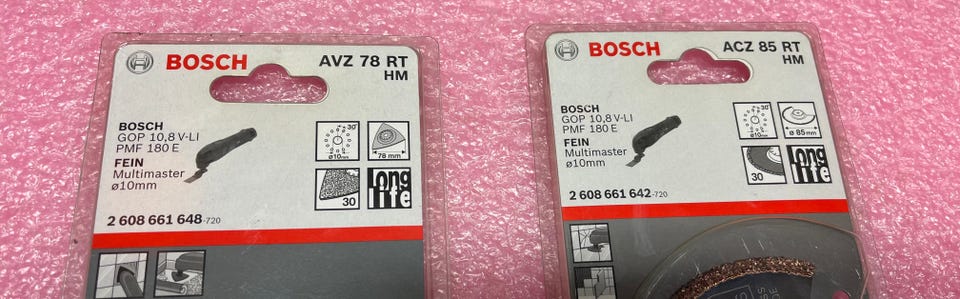 BOSCH
AVZ 78 RT
HM
BOSCH
GOP 10,8 V-LI
PMF 180 E
FEIN
Multimaster
ø10mm
30°
ø10mm
78 mm
30
long
life
2 608 661 648-720
BOSCH
ACZ 85 RT
HM
BOSCH
GOP 10,8 V-LI
PMF 180 E
FEIN
Multimaster
ø10mm
30°
ø10mm
ø 85mm
30
long
life
2 608 661 642-720